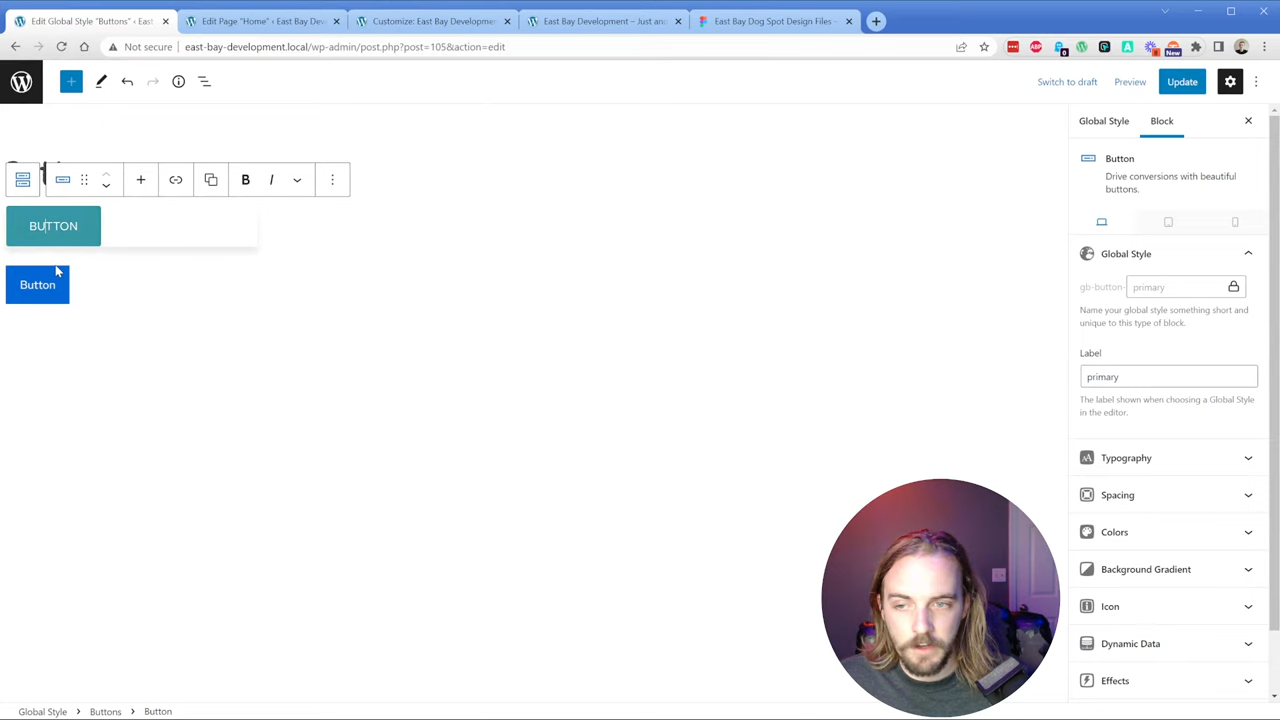 Edit Global Style "Buttons" ‹ East
Edit Page "Home" ‹ East Bay Dev
Customize: East Bay Developmen
East Bay Development – Just ano
East Bay Dog Spot Design Files –
Not secure
east-bay-development.local/wp-admin/post.php?post=105&action=edit
New
Switch to draft
Preview
Update
Global Style
Block
Button
Drive conversions with beautiful
buttons.
B
I
BUTTON
Button
Global Style
gb-button-
primary
Name your global style something short and
unique to this type of block.
Label
primary
The label shown when choosing a Global Style
in the editor.
Typography
Spacing
Colors
Background Gradient
Icon
Dynamic Data
Effects
Global Style
Buttons
Button